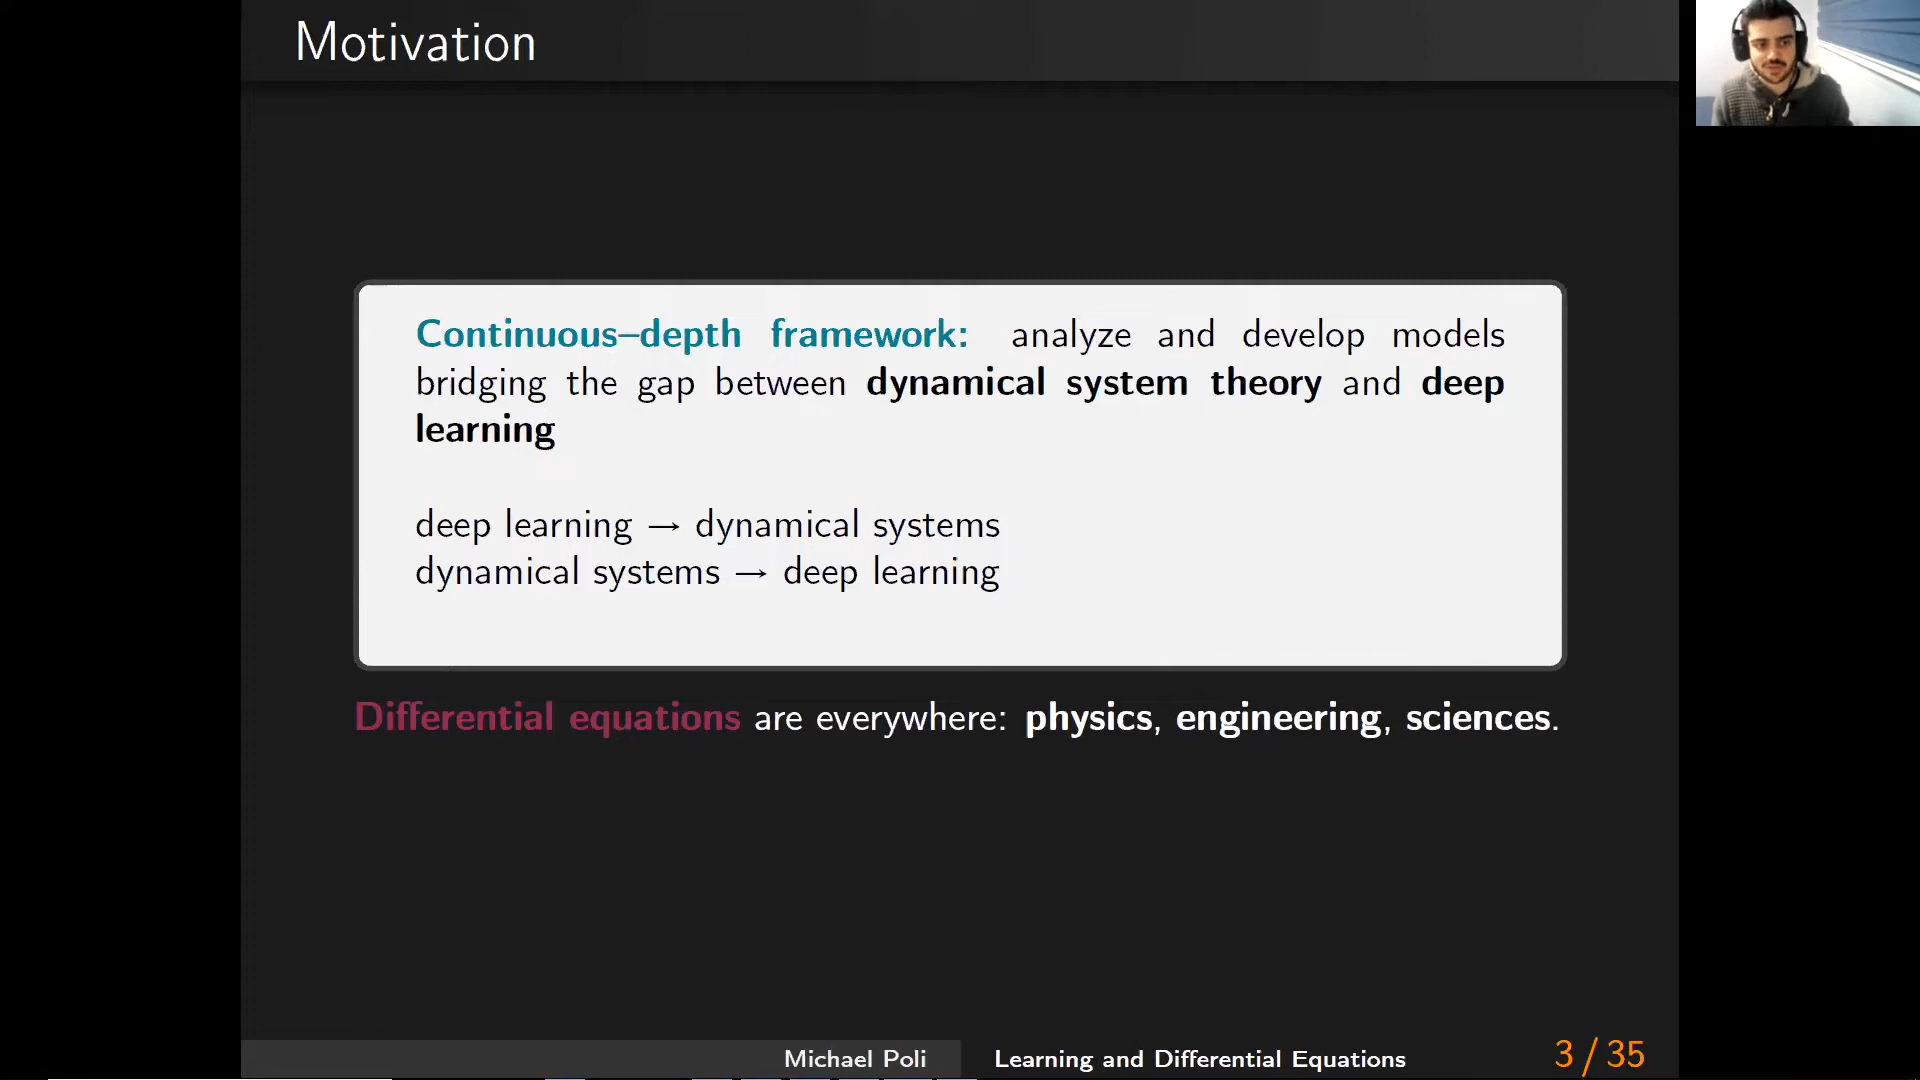 Motivation
Continuous–depth framework: analyze and develop models
bridging the gap between dynamical system theory and deep
learning
deep learning → dynamical systems
dynamical systems → deep learning
Differential equations are everywhere: physics, engineering, sciences.
Michael Poli
Learning and Differential Equations
3 / 35